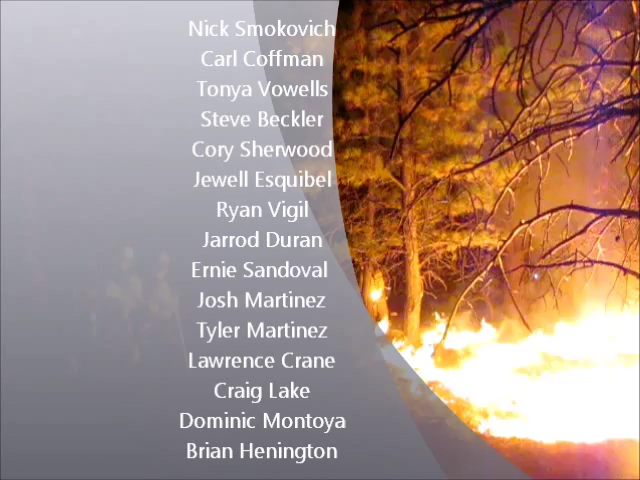 Nick Smokovich
Carl Coffman
Tonya Vowells
Steve Beckler
Cory Sherwood
Jewell Esquibel
Ryan Vigil
Jarrod Duran
Ernie Sandoval
Josh Martinez
Tyler Martinez
Lawrence Crane
Craig Lake
Dominic Montoya
Brian Henington